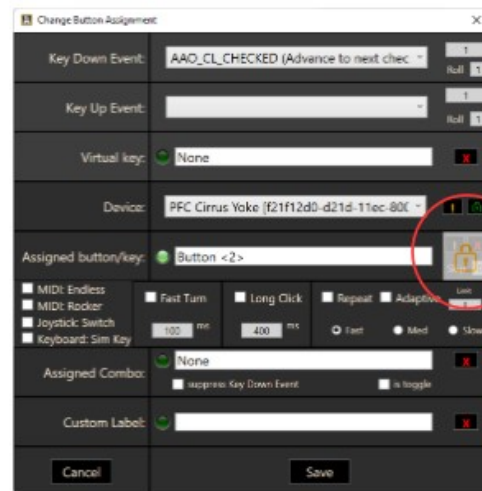 Change Button Assignment
Key Down Event: AAO_CL_CHECKED (Advance to next chec 1
Roll 1
Key Up Event: 1
Roll 1
Virtual key: None X
Device: PFC Cirrus Yoke {f21f12d0-d21d-11ec-800 !
Assigned button/key: Button <2>
MIDI: Endless
MIDI: Rocker
Joystick: Switch
Keyboard: Sim Key
Fast Turn Long Click Repeat Adaptive
100 ms 400 ms Fast Med Slow
Assigned Combo: None X
suppress Key Down Event is toggle
Custom Label: X
Cancel Save